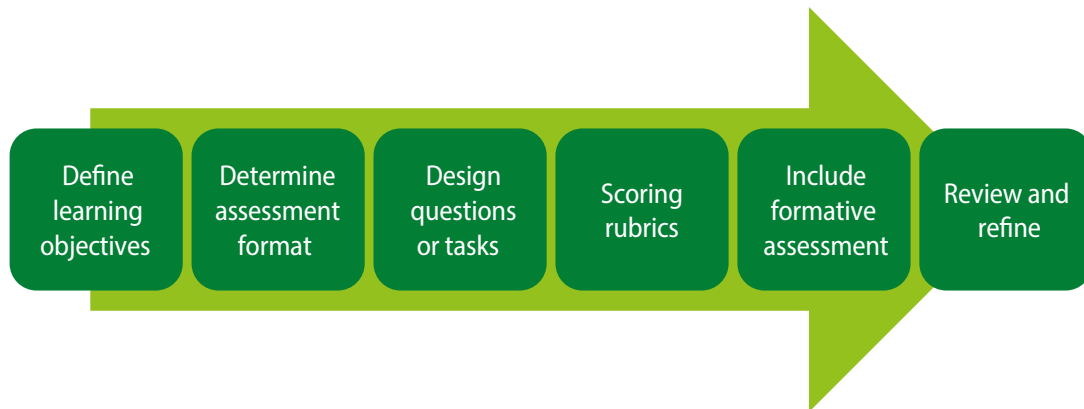 Define
learning
objectives
Determine
assessment
format
Design
questions
or tasks
Scoring
rubrics
Include
formative
assessment
Review and
refine